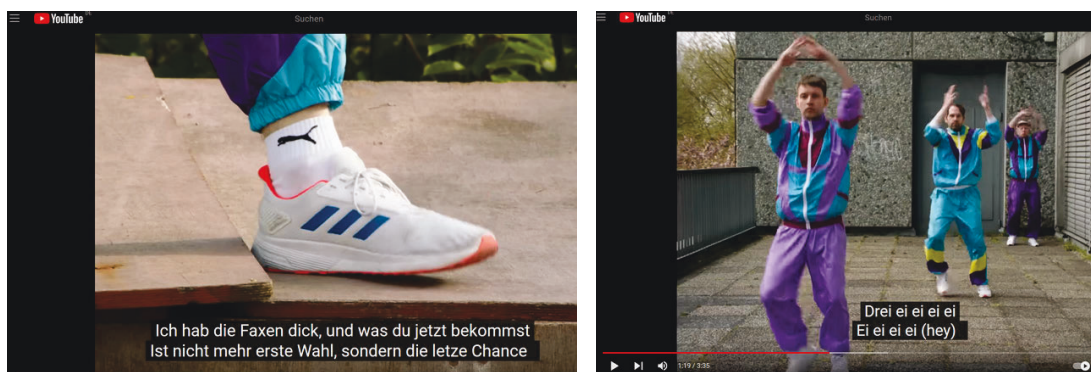 YouTube DE
Suchen
Ich hab die Faxen dick, und was du jetzt bekommst
Ist nicht mehr erste Wahl, sondern die letze Chance
YouTube
Suchen
Drei ei ei ei ei
Ei ei ei ei (hey)
1:19 / 3:35